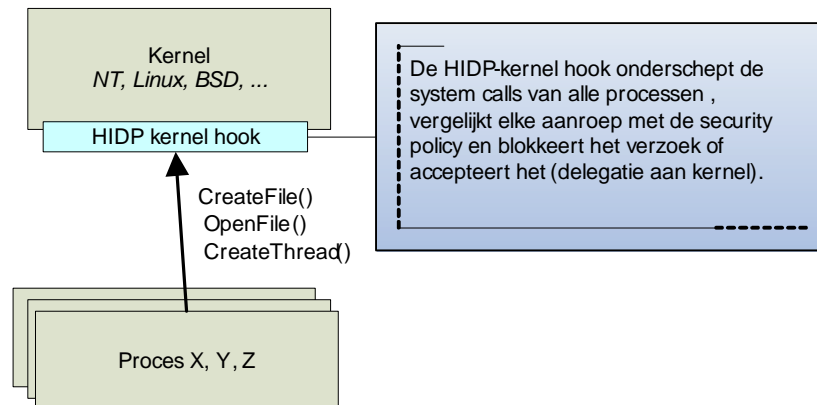 Kernel
NT, Linux, BSD, ...
HIDP kernel hook
De HIDP-kernel hook onderschept de
system calls van alle processen ,
vergelijkt elke aanroep met de security
policy en blokkeert het verzoek of
accepteert het (delegatie aan kernel).
CreateFile()
OpenFile()
CreateThread()
Proces X, Y, Z